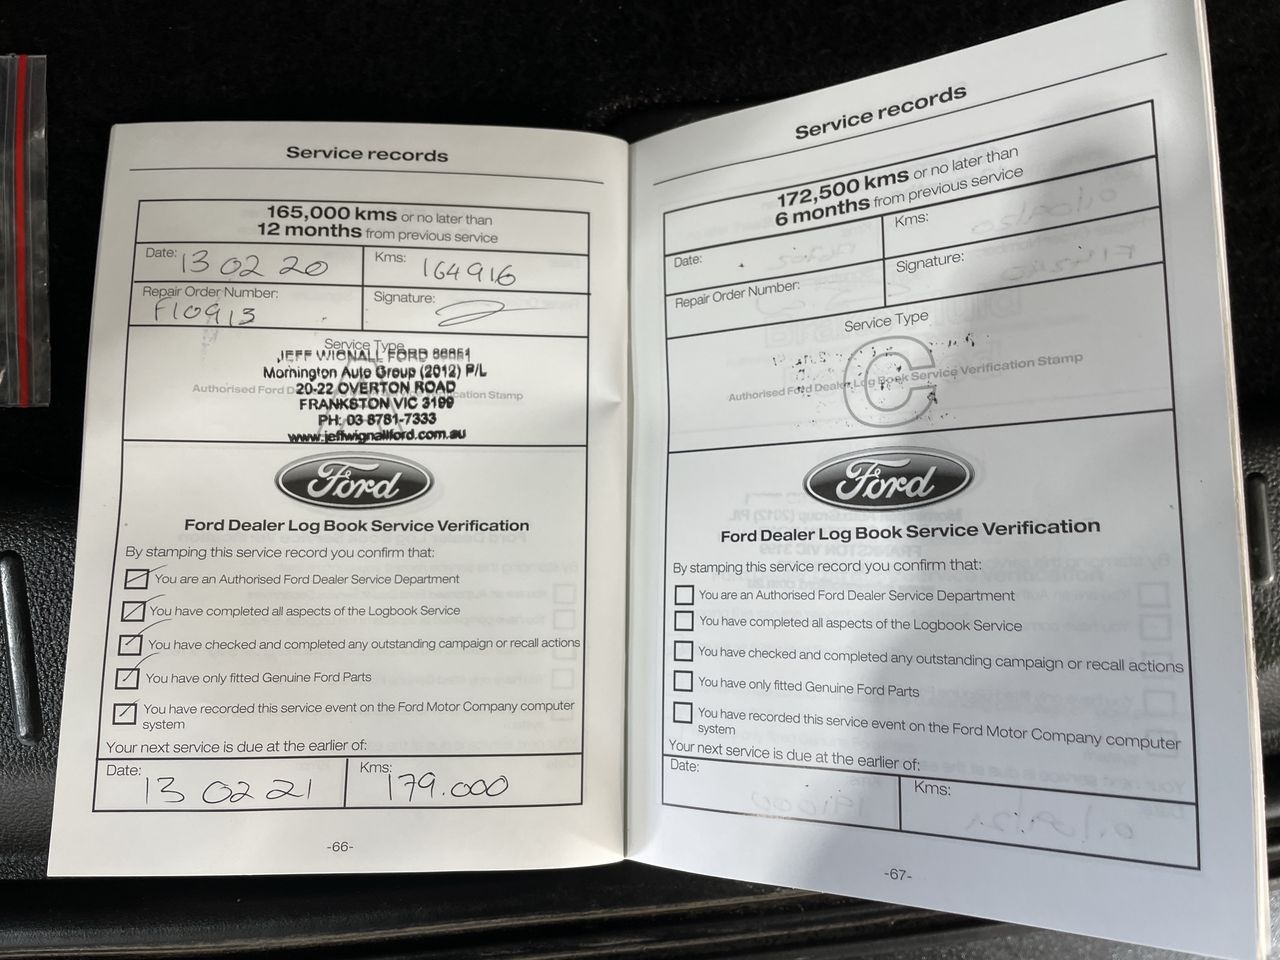 Service records
165,000 kms or no later than
12 months from previous service
Date: 13 02 20
Kms: 164916
Repair Order Number: F10913
Signature:
Service Type
JEFF WIGNALL FORD
Mornington Auto Group (2012) P/L
Authorised Ford D cation Stamp
20-22 OVERTON ROAD
FRANKSTON VIC 3199
PH: 03 8781-7333
www.jeffwignallford.com.au
Ford
Ford Dealer Log Book Service Verification
By stamping this service record you confirm that:
You are an Authorised Ford Dealer Service Department
You have completed all aspects of the Logbook Service
You have checked and completed any outstanding campaign or recall actions
You have only fitted Genuine Ford Parts
You have recorded this service event on the Ford Motor Company computer
system
Your next service is due at the earlier of:
Date: 13 02 21
Kms: 179.000
-66-
Service records
172,500 kms or no later than
6 months from previous service
Date:
Kms:
Repair Order Number:
Signature:
Service Type
C
Authorised Ford Dealer Log Book Service Verification Stamp
Ford
Ford Dealer Log Book Service Verification
By stamping this service record you confirm that:
You are an Authorised Ford Dealer Service Department
You have completed all aspects of the Logbook Service
You have checked and completed any outstanding campaign or recall actions
You have only fitted Genuine Ford Parts
You have recorded this service event on the Ford Motor Company computer
system
Your next service is due at the earlier of:
Date:
Kms:
-67-